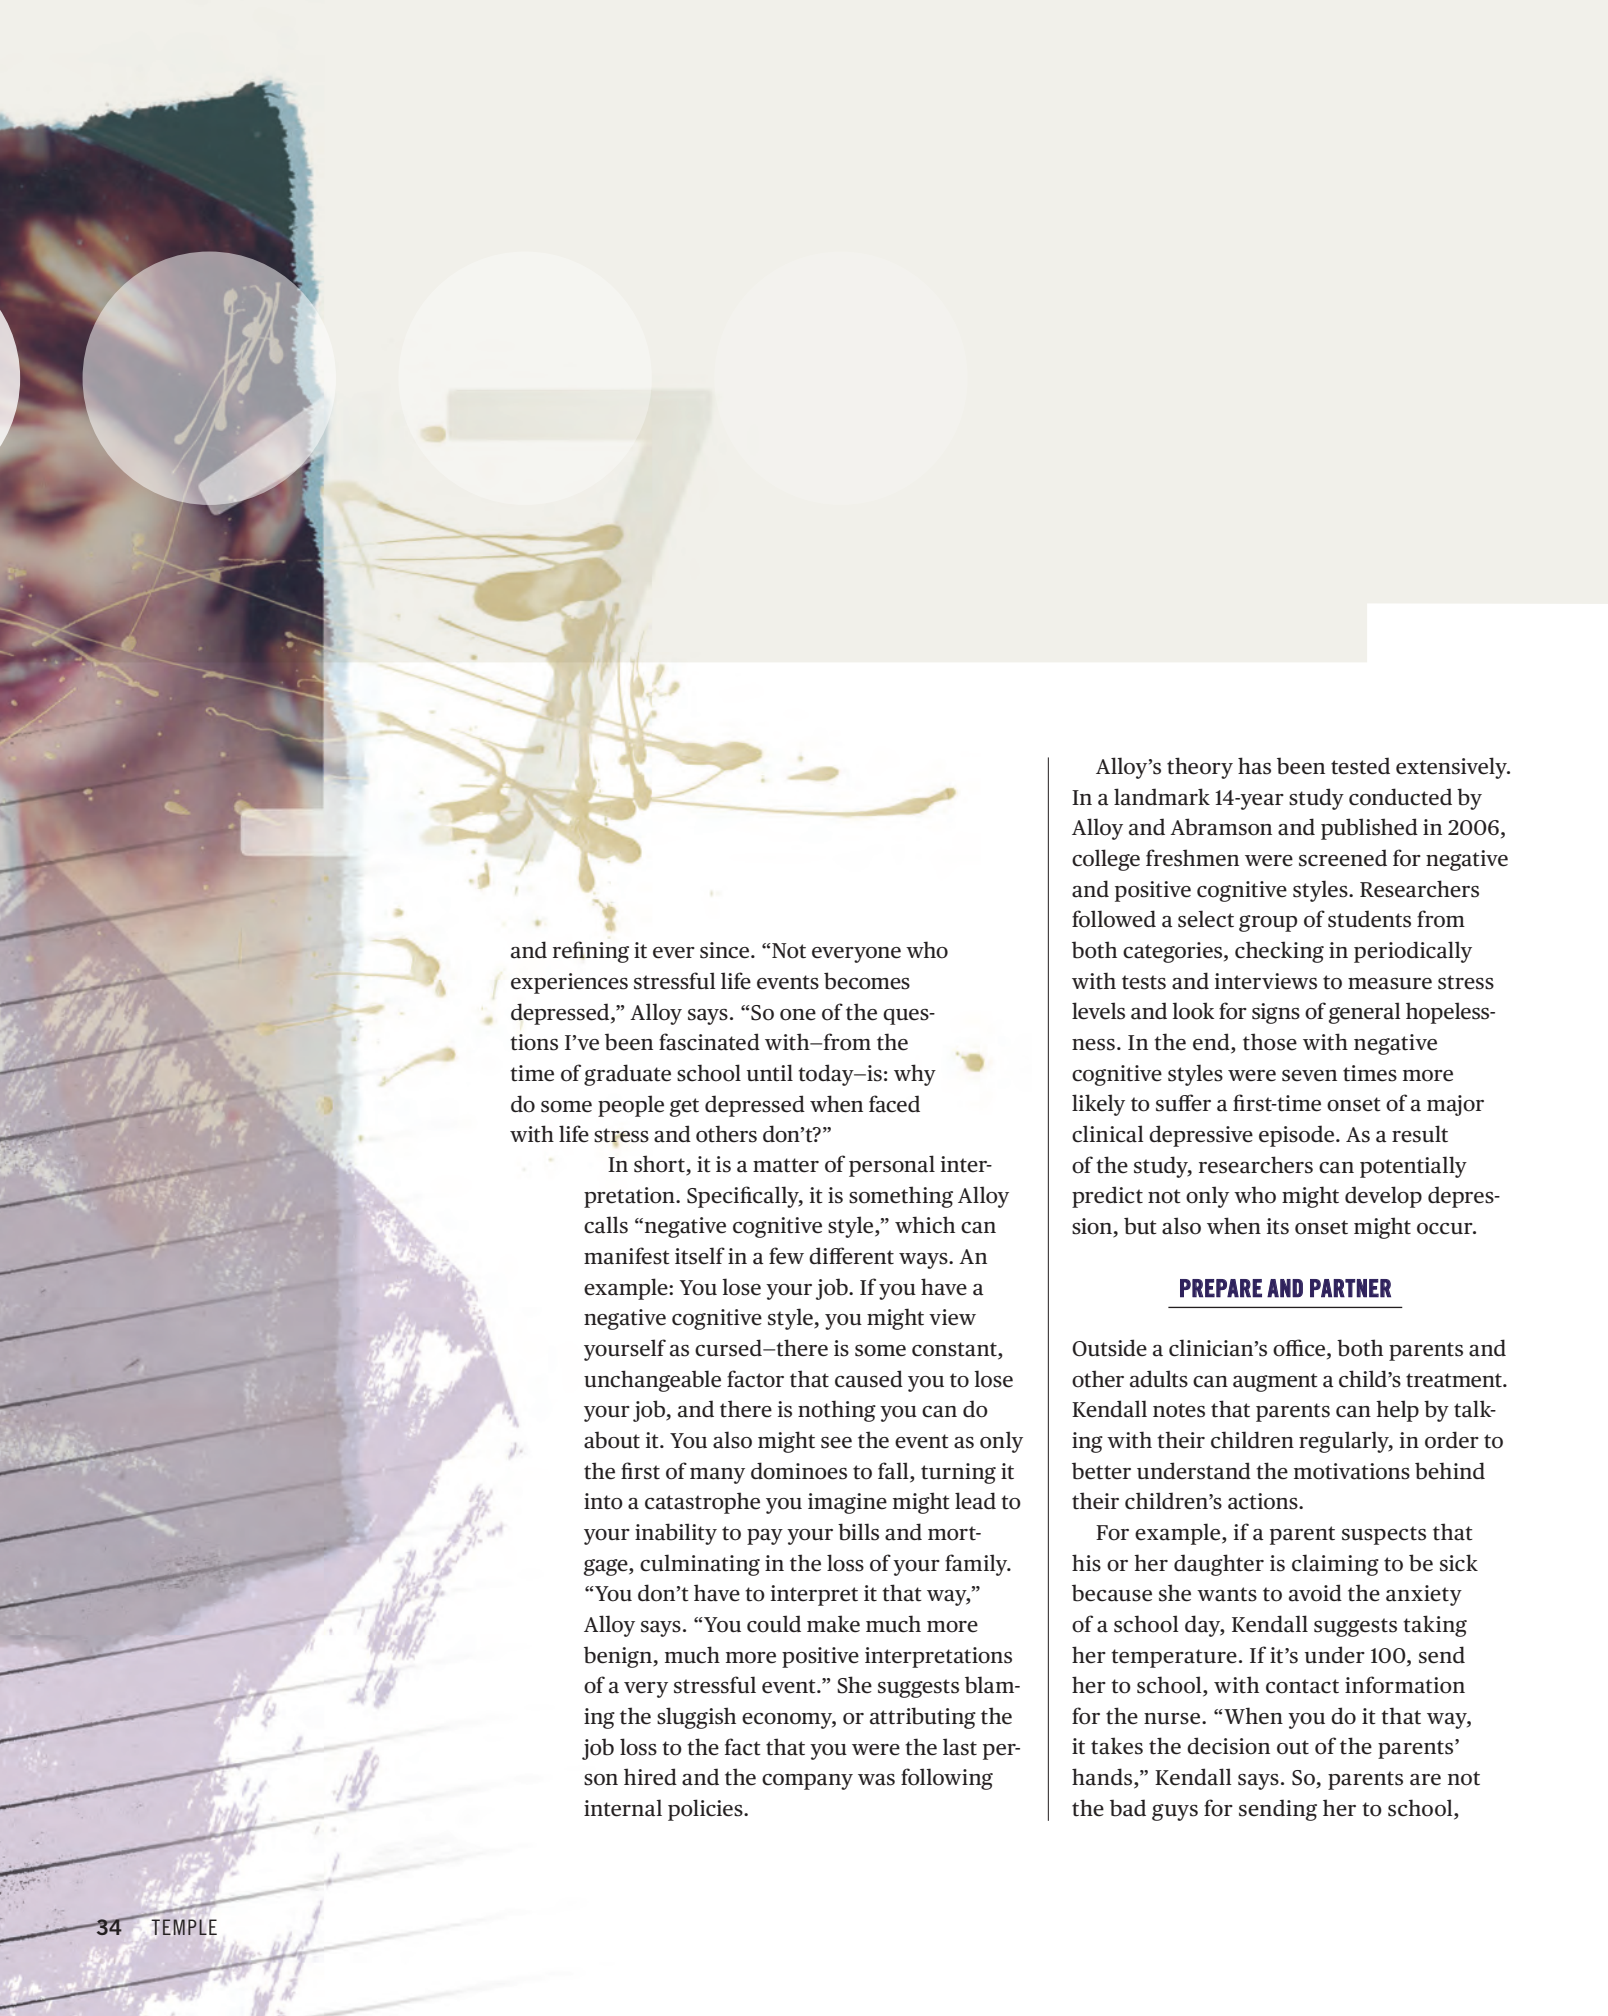 and refining it ever since. “Not everyone who
experiences stressful life events becomes
depressed,” Alloy says. “So one of the ques-
tions I’ve been fascinated with—from the
time of graduate school until today—is: why
do some people get depressed when faced
with life stress and others don’t?”
In short, it is a matter of personal inter-
pretation. Specifically, it is something Alloy
calls “negative cognitive style,” which can
manifest itself in a few different ways. An
example: You lose your job. If you have a
negative cognitive style, you might view
yourself as cursed—there is some constant,
unchangeable factor that caused you to lose
your job, and there is nothing you can do
about it. You also might see the event as only
the first of many dominoes to fall, turning it
into a catastrophe you imagine might lead to
your inability to pay your bills and mort-
gage, culminating in the loss of your family.
“You don’t have to interpret it that way,”
Alloy says. “You could make much more
benign, much more positive interpretations
of a very stressful event.” She suggests blam-
ing the sluggish economy, or attributing the
job loss to the fact that you were the last per-
son hired and the company was following
internal policies.
Alloy’s theory has been tested extensively.
In a landmark 14-year study conducted by
Alloy and Abramson and published in 2006,
college freshmen were screened for negative
and positive cognitive styles. Researchers
followed a select group of students from
both categories, checking in periodically
with tests and interviews to measure stress
levels and look for signs of general hopeless-
ness. In the end, those with negative
cognitive styles were seven times more
likely to suffer a first-time onset of a major
clinical depressive episode. As a result
of the study, researchers can potentially
predict not only who might develop depres-
sion, but also when its onset might occur.
PREPARE AND PARTNER
Outside a clinician’s office, both parents and
other adults can augment a child’s treatment.
Kendall notes that parents can help by talk-
ing with their children regularly, in order to
better understand the motivations behind
their children’s actions.
For example, if a parent suspects that
his or her daughter is claiming to be sick
because she wants to avoid the anxiety
of a school day, Kendall suggests taking
her temperature. If it’s under 100, send
her to school, with contact information
for the nurse. “When you do it that way,
it takes the decision out of the parents’
hands,” Kendall says. So, parents are not
the bad guys for sending her to school,
34 TEMPLE